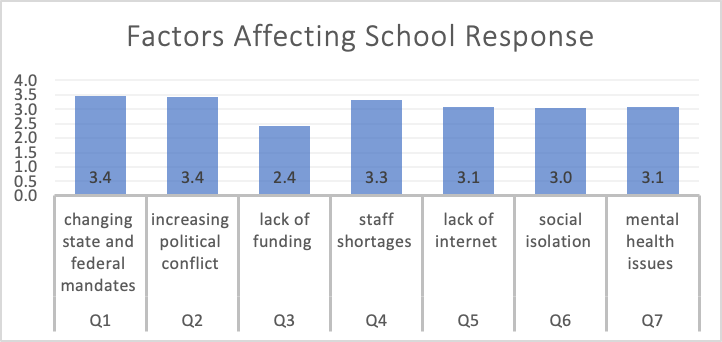 Factors Affecting School Response
4.0
3.5
3.0
2.5
2.0
1.5
1.0
0.5
0.0
3.4 3.4 2.4 3.3 3.1 3.0 3.1
changing increasing lack of staff lack of social mental
state and political funding shortages internet isolation health
federal conflict issues
mandates
Q1 Q2 Q3 Q4 Q5 Q6 Q7